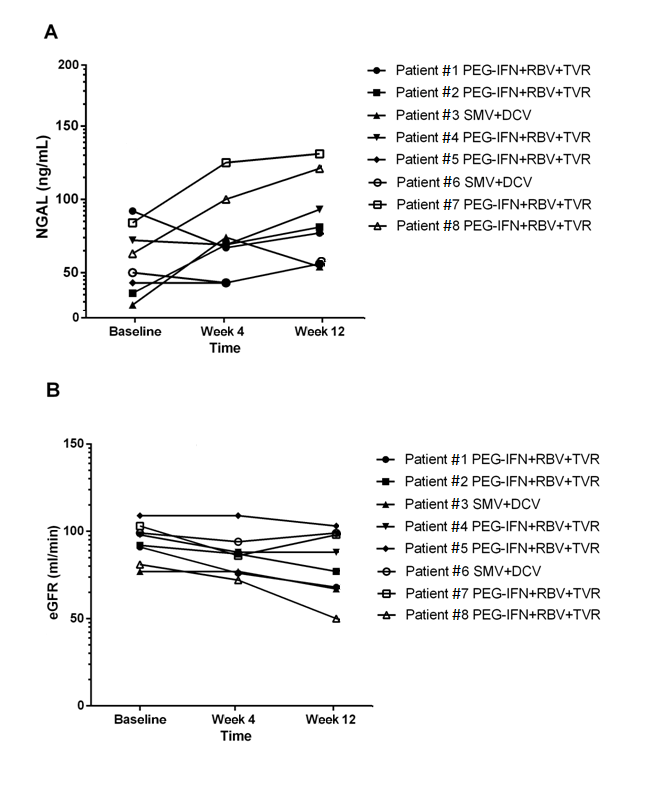 A
200
150
100
50
0
NGAL (ng/mL)
Baseline
Week 4
Week 12
Time
Patient #1 PEG-IFN+RBV+TVR
Patient #2 PEG-IFN+RBV+TVR
Patient #3 SMV+DCV
Patient #4 PEG-IFN+RBV+TVR
Patient #5 PEG-IFN+RBV+TVR
Patient #6 SMV+DCV
Patient #7 PEG-IFN+RBV+TVR
Patient #8 PEG-IFN+RBV+TVR
B
150
100
50
0
eGFR (ml/min)
Baseline
Week 4
Week 12
Time
Patient #1 PEG-IFN+RBV+TVR
Patient #2 PEG-IFN+RBV+TVR
Patient #3 SMV+DCV
Patient #4 PEG-IFN+RBV+TVR
Patient #5 PEG-IFN+RBV+TVR
Patient #6 SMV+DCV
Patient #7 PEG-IFN+RBV+TVR
Patient #8 PEG-IFN+RBV+TVR